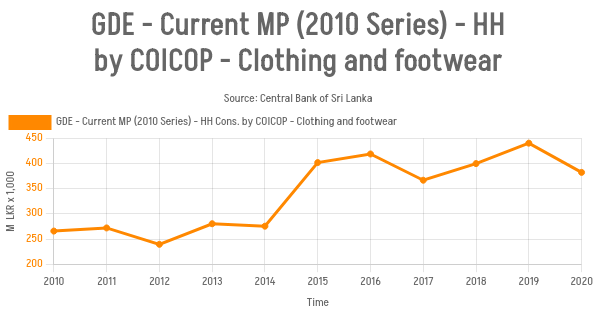 GDE - Current MP (2010 Series) - HH
by COICOP - Clothing and footwear
Source: Central Bank of Sri Lanka
GDE - Current MP (2010 Series) - HH Cons. by COICOP - Clothing and footwear
M LKR x 1,000
450
400
350
300
250
200
2010 2011 2012 2013 2014 2015 2016 2017 2018 2019 2020
Time